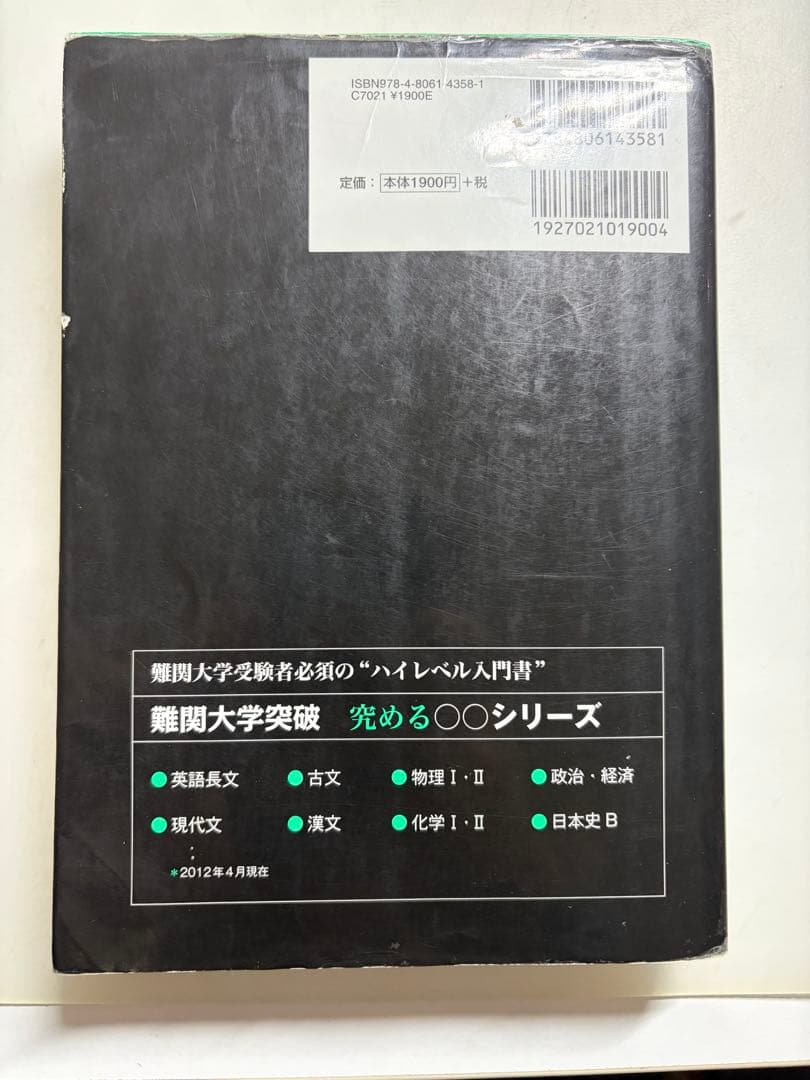 ISBN978-4-8061-4358-1
C7021 ¥1900E
806143581
定価：本体1900円＋税
1927021019004
難関大学受験者必須の“ハイレベル入門書”
難関大学突破　究める○○シリーズ
●英語長文　●古文　●物理Ⅰ・Ⅱ　●政治・経済
●現代文　●漢文　●化学Ⅰ・Ⅱ　●日本史B
*2012年4月現在